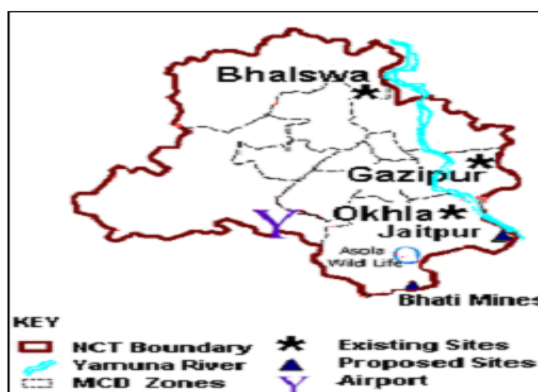 Bhalswa
Gazipur
Okhla
Jaitpur
Asola
Wild Life
Bhati Mines
KEY
NCT Boundary
Existing Sites
Yamuna River
Proposed Sites
MCD Zones
Airport